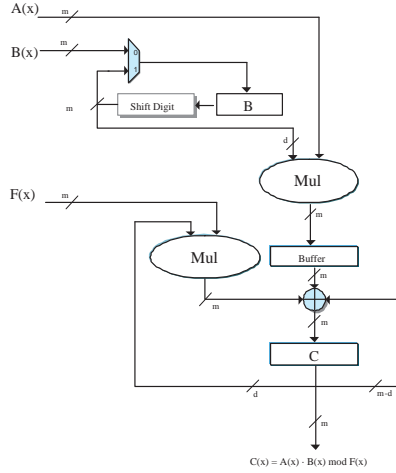 A(x)
m
B(x)
m
0
1
m
Shift Digit
B
d
Mul
F(x)
m
m
Mul
Buffer
m
m
m
C
d
m-d
m
C(x) = A(x) · B(x) mod F(x)